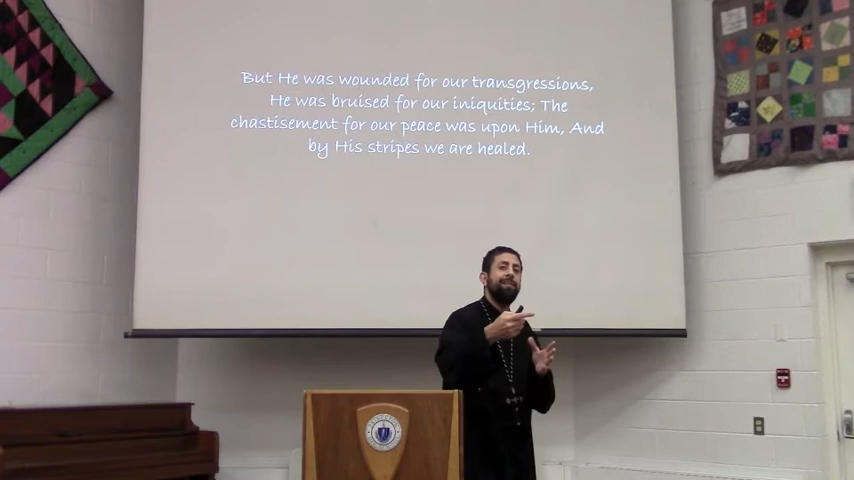 But He was wounded for our transgressions,
He was bruised for our iniquities; The
chastisement for our peace was upon Him, And
by His stripes we are healed.